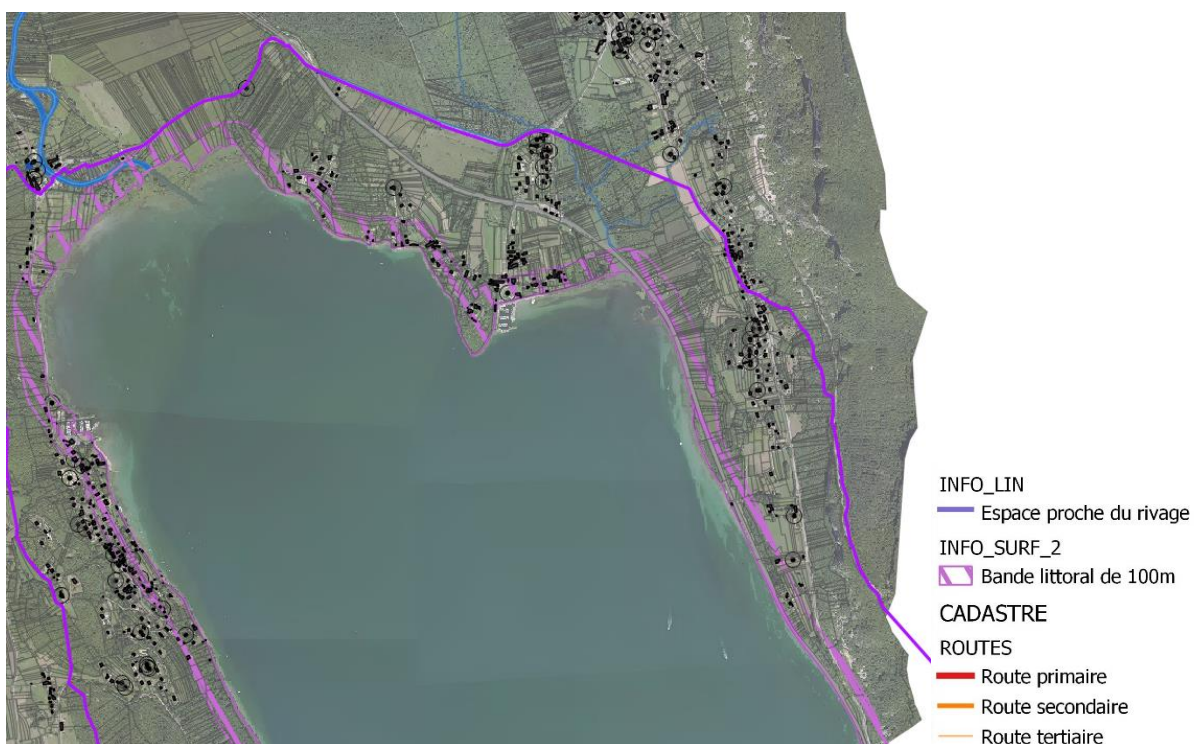 INFO_LIN
Espace proche du rivage
INFO_SURF_2
Bande littoral de 100m
CADASTRE
ROUTES
Route primaire
Route secondaire
Route tertiaire